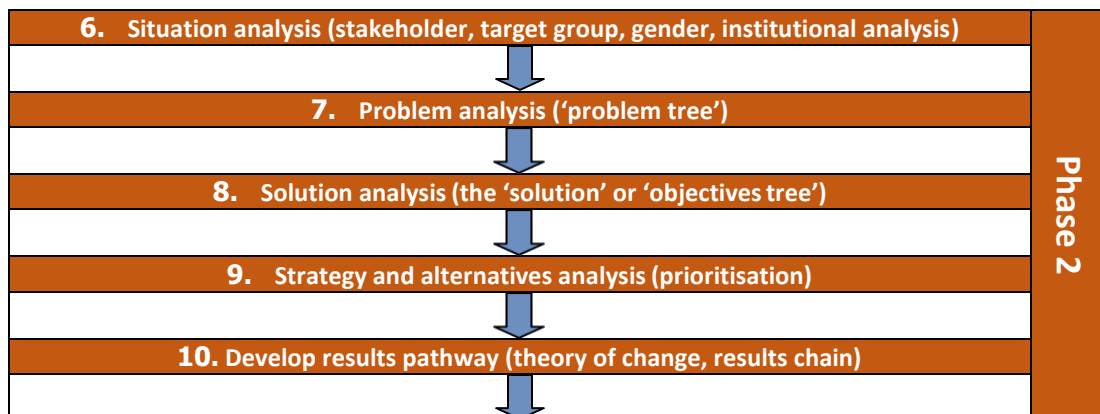 6. Situation analysis (stakeholder, target group, gender, institutional analysis)
7. Problem analysis (‘problem tree’)
8. Solution analysis (the ‘solution’ or ‘objectives tree’)
9. Strategy and alternatives analysis (prioritisation)
10. Develop results pathway (theory of change, results chain)
Phase 2